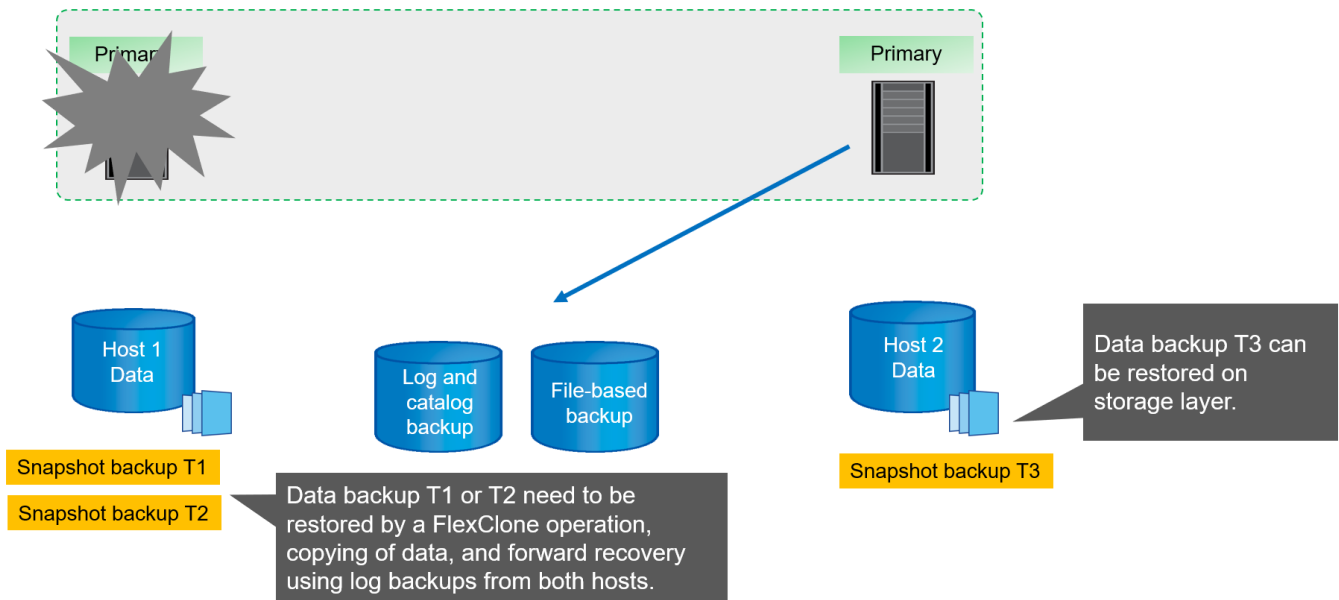 Primar
Primary
Host 1
Data
Log and
catalog
backup
File-based
backup
Host 2
Data
Data backup T3 can
be restored on
storage layer.
Snapshot backup T1
Snapshot backup T2
Snapshot backup T3
Data backup T1 or T2 need to be
restored by a FlexClone operation,
copying of data, and forward recovery
using log backups from both hosts.